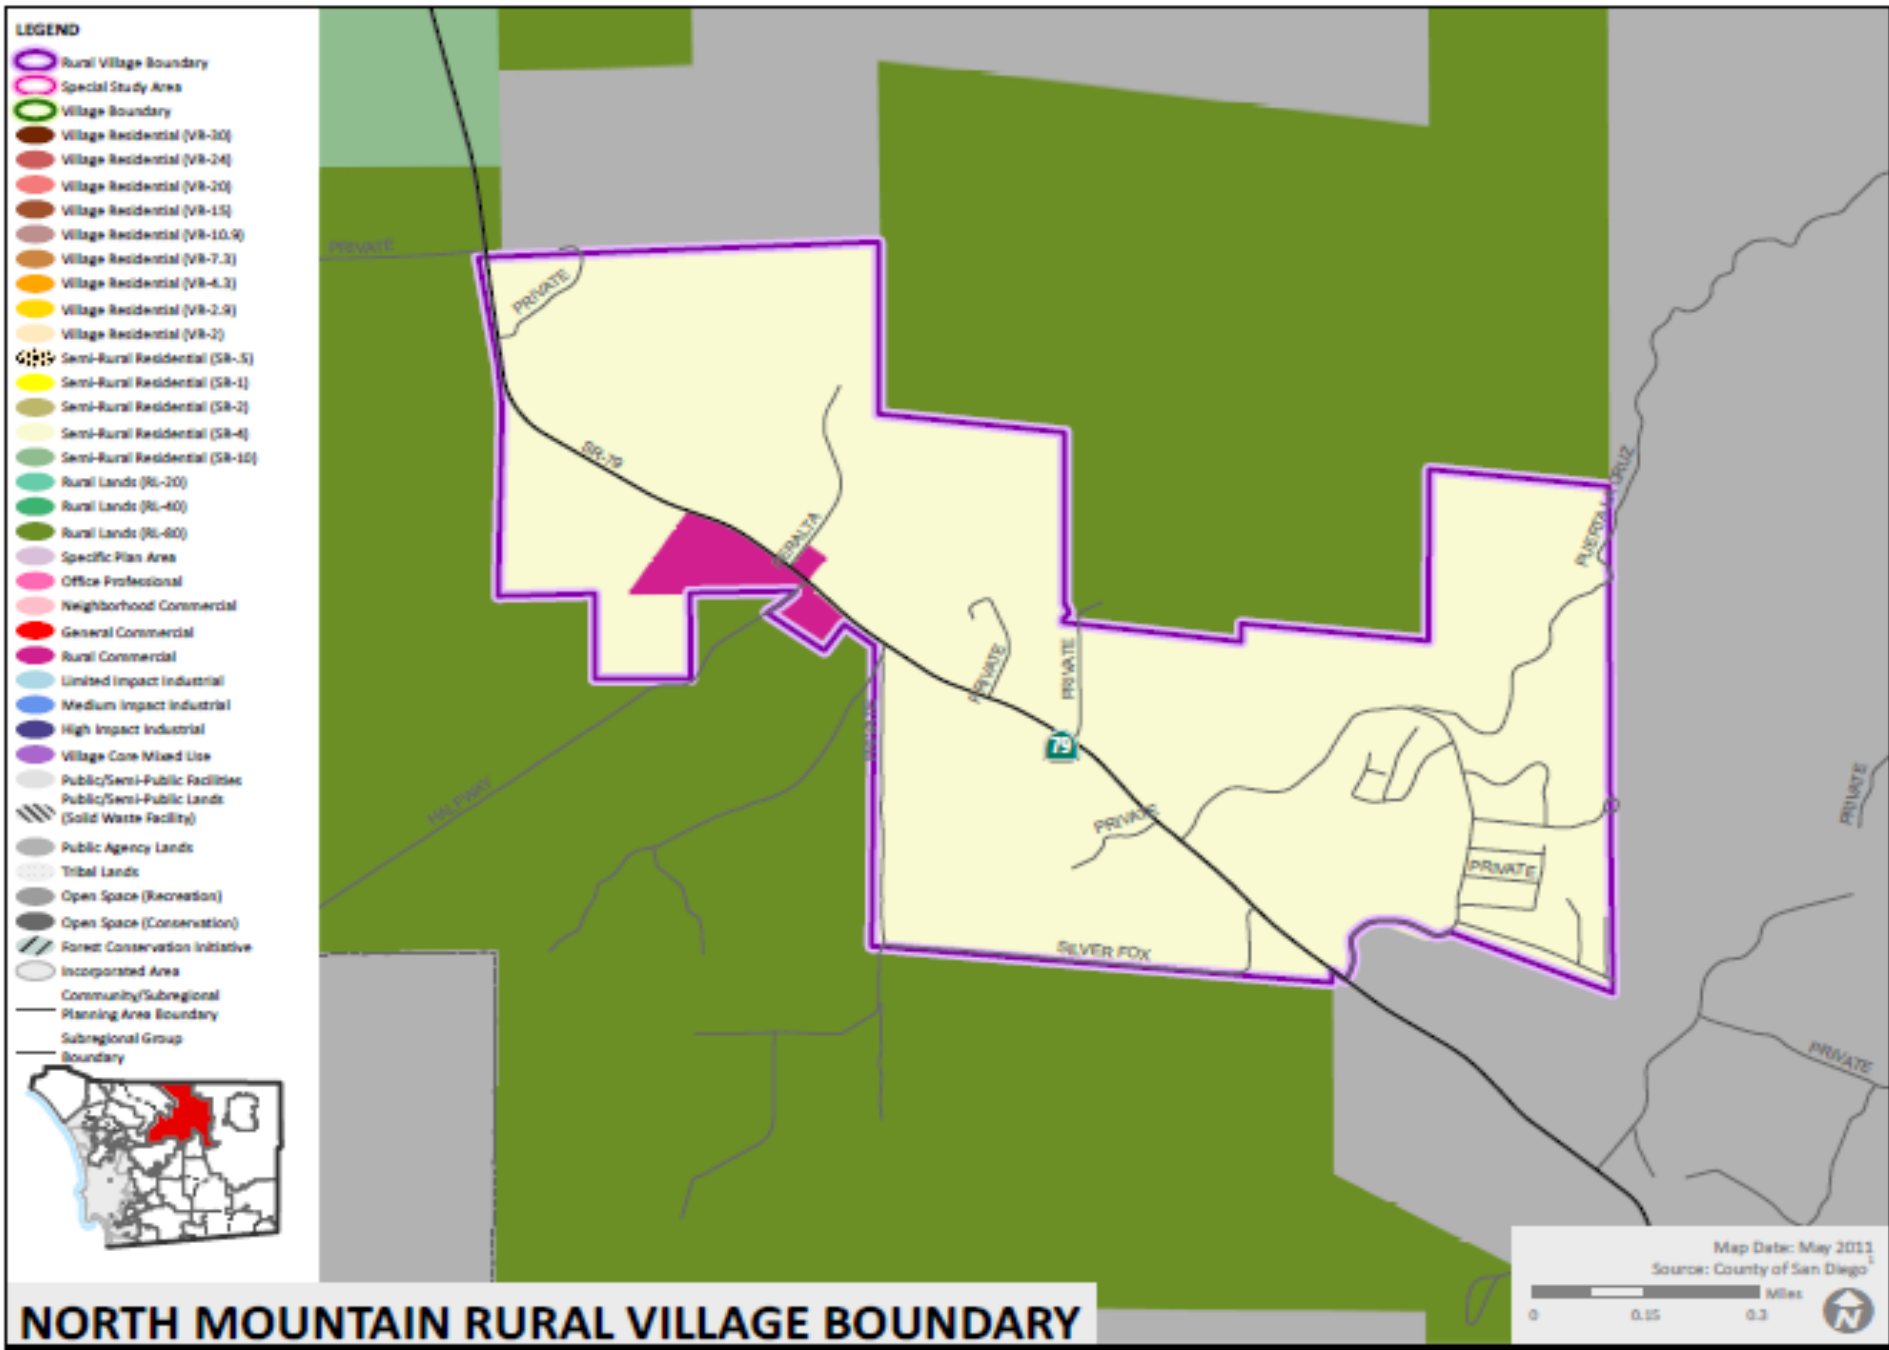 LEGEND
Rural Village Boundary
Special Study Area
Village Boundary
Village Residential (VR-30)
Village Residential (VR-24)
Village Residential (VR-20)
Village Residential (VR-15)
Village Residential (VR-10.9)
Village Residential (VR-7.3)
Village Residential (VR-4.3)
Village Residential (VR-2.9)
Village Residential (VR-2)
Semi-Rural Residential (SR-.5)
Semi-Rural Residential (SR-1)
Semi-Rural Residential (SR-2)
Semi-Rural Residential (SR-4)
Semi-Rural Residential (SR-10)
Rural Lands (RL-20)
Rural Lands (RL-40)
Rural Lands (RL-80)
Specific Plan Area
Office Professional
Neighborhood Commercial
General Commercial
Rural Commercial
Limited Impact Industrial
Medium Impact Industrial
High Impact Industrial
Village Core Mixed Use
Public/Semi-Public Facilities
Public/Semi-Public Lands
(Solid Waste Facility)
Public Agency Lands
Tribal Lands
Open Space (Recreation)
Open Space (Conservation)
Forest Conservation Initiative
Incorporated Area
Community/Subregional
Planning Area Boundary
Subregional Group
Boundary
PRIVATE
PRIVATE
SR-79
ERALTA
PUERTA
CRUZ
PRIVATE
PRIVATE
79
HALFWAY
PRIVATE
PRIVATE
PRIVATE
SILVER FOX
PRIVATE
Map Date: May 2011
Source: County of San Diego
1
Miles
0 0.15 0.3
N
NORTH MOUNTAIN RURAL VILLAGE BOUNDARY